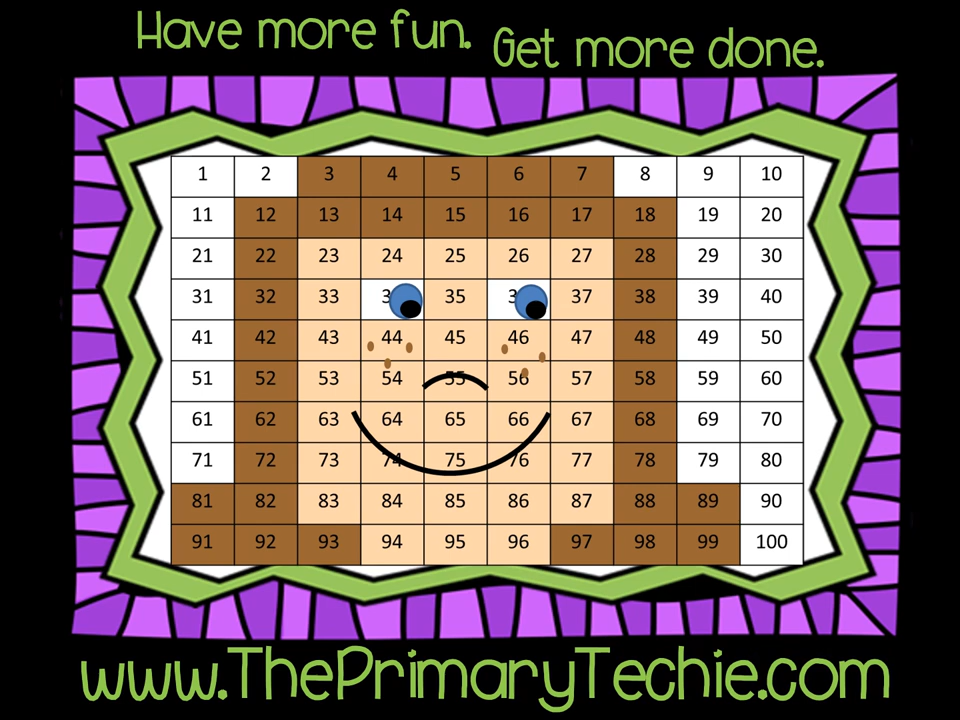 Have more fun. Get more done.
1 2 3 4 5 6 7 8 9 10
11 12 13 14 15 16 17 18 19 20
21 22 23 24 25 26 27 28 29 30
31 32 33 35 37 38 39 40
41 42 43 44 45 46 47 48 49 50
51 52 53 54 55 56 57 58 59 60
61 62 63 64 65 66 67 68 69 70
71 72 73 74 75 76 77 78 79 80
81 82 83 84 85 86 87 88 89 90
91 92 93 94 95 96 97 98 99 100
www.ThePrimaryTechie.com